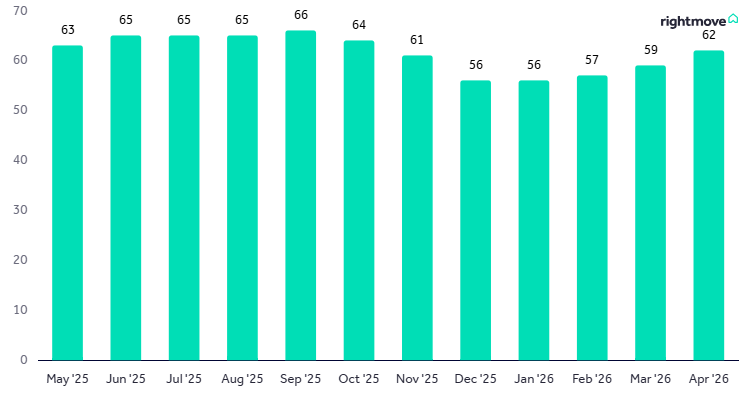 rightmove
70
60
50
40
30
20
10
0
63
65
65
65
66
64
61
56
56
57
59
62
May '25
Jun '25
Jul '25
Aug '25
Sep '25
Oct '25
Nov '25
Dec '25
Jan '26
Feb '26
Mar '26
Apr '26